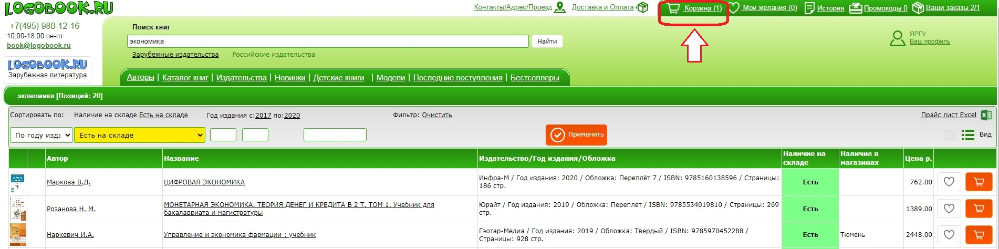 LOGOBOOK.RU
Контакты/Адрес/Проезд Доставка и Оплата Корзина (1) Мои желания (0) История Промокоды 0 Ваши заказы 2/1
+7(495) 980-12-16
10:00-18:00 пн-пт
book@logobook.ru
LOGOBOOK.RU
Зарубежная литература
Поиск книг
экономика Найти
Зарубежные издательства Российские издательства
ЯРГУ
Ваш профиль
Авторы | Каталог книг | Издательства | Новинки | Детские книги | Модели | Последние поступления | Бестселлеры
экономика [Позиций: 20]
Сортировать по: Наличие на складе Есть на складе Год издания с:2017 по:2020 Фильтр: Очистить Прайс лист Excel
По году изда Есть на складе Применить Вид
Автор Название Издательство/Год издания/Обложка Наличие на складе Наличие в магазинах Цена р.
Маркова В.Д. ЦИФРОВАЯ ЭКОНОМИКА Инфра-М / Год издания: 2020 / Обложка: Переплёт 7 / ISBN: 9785160138596 / Страницы: 186 стр. Есть 762.00
Розанова Н. М. МОНЕТАРНАЯ ЭКОНОМИКА. ТЕОРИЯ ДЕНЕГ И КРЕДИТА В 2 Т. ТОМ 1. Учебник для бакалавриата и магистратуры Юрайт / Год издания: 2019 / Обложка: Переплет / ISBN: 9785534019810 / Страницы: 269 стр. Есть 1389.00
Наркевич И.А. Управление и экономика фармации : учебник Гэотар-Медиа / Год издания: 2019 / Обложка: Твердый / ISBN: 9785970452288 / Страницы: 928 стр. Есть Тюмень 2448.00